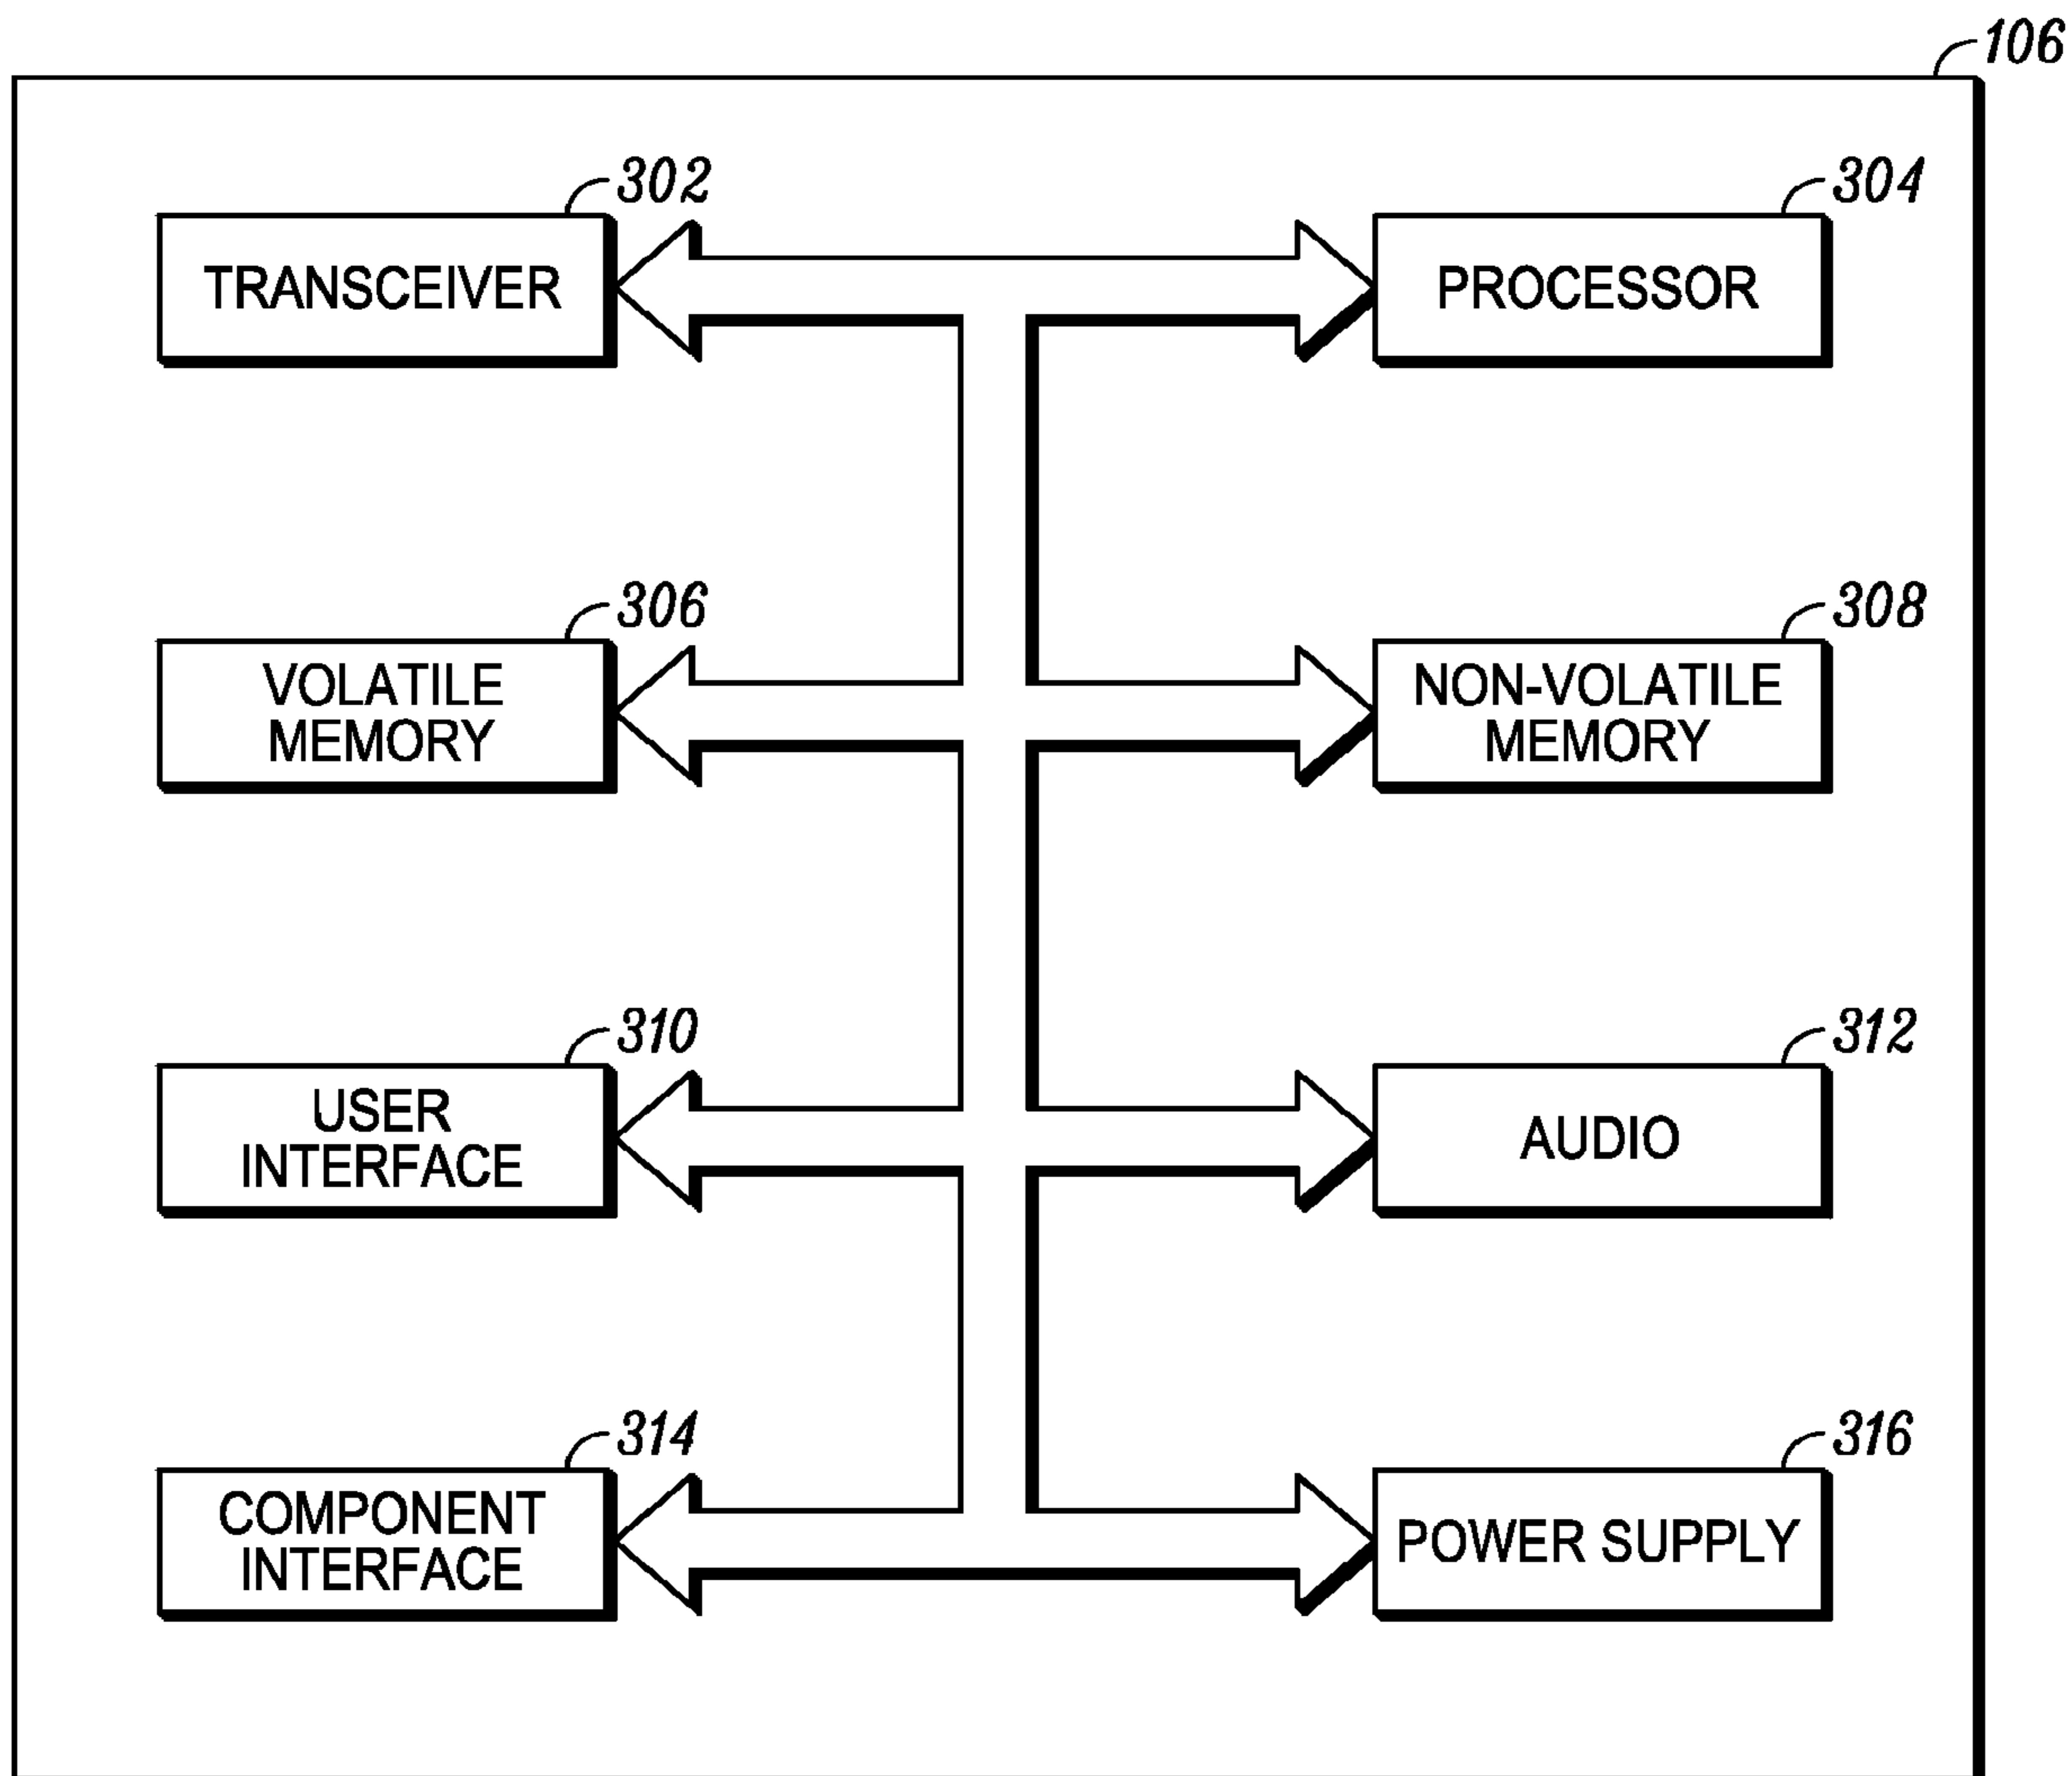 106
302
304
TRANSCEIVER
PROCESSOR
306
308
VOLATILE
MEMORY
NON-VOLATILE
MEMORY
310
312
USER
INTERFACE
AUDIO
314
316
COMPONENT
INTERFACE
POWER SUPPLY